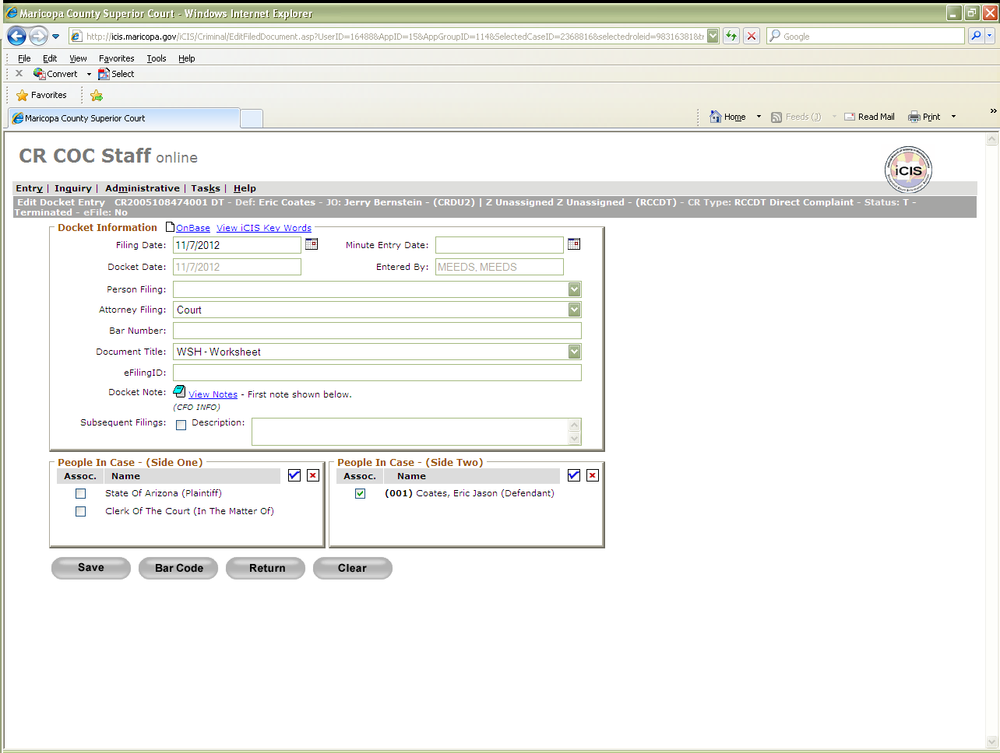 Maricopa County Superior Court - Windows Internet Explorer
http://icis.maricopa.gov/iCIS/Criminal/EditFiledDocument.asp?UserID=16488&AppID=15&AppGroupID=114&SelectedCaseID=2368816&selectedroleid=98316381&tr
Google
File Edit View Favorites Tools Help
Convert Select
Favorites
Maricopa County Superior Court
Home Feeds (J) Read Mail Print »
CR COC Staff online
iCIS
Entry | Inquiry | Administrative | Tasks | Help
Edit Docket Entry CR2005108474001 DT - Def: Eric Coates - JO: Jerry Bernstein - (CRDU2) | Z Unassigned Z Unassigned - (RCCDT) - CR Type: RCCDT Direct Complaint - Status: T -
Terminated - eFile: No
Docket Information OnBase View iCIS Key Words
Filing Date: 11/7/2012 Minute Entry Date:
Docket Date: 11/7/2012 Entered By: MEEDS, MEEDS
Person Filing:
Attorney Filing: Court
Bar Number:
Document Title: WSH - Worksheet
eFilingID:
Docket Note: View Notes - First note shown below.
(CFO INFO)
Subsequent Filings: Description:
People In Case - (Side One) People In Case - (Side Two)
Assoc. Name Assoc. Name
State Of Arizona (Plaintiff) (001) Coates, Eric Jason (Defendant)
Clerk Of The Court (In The Matter Of)
Save Bar Code Return Clear